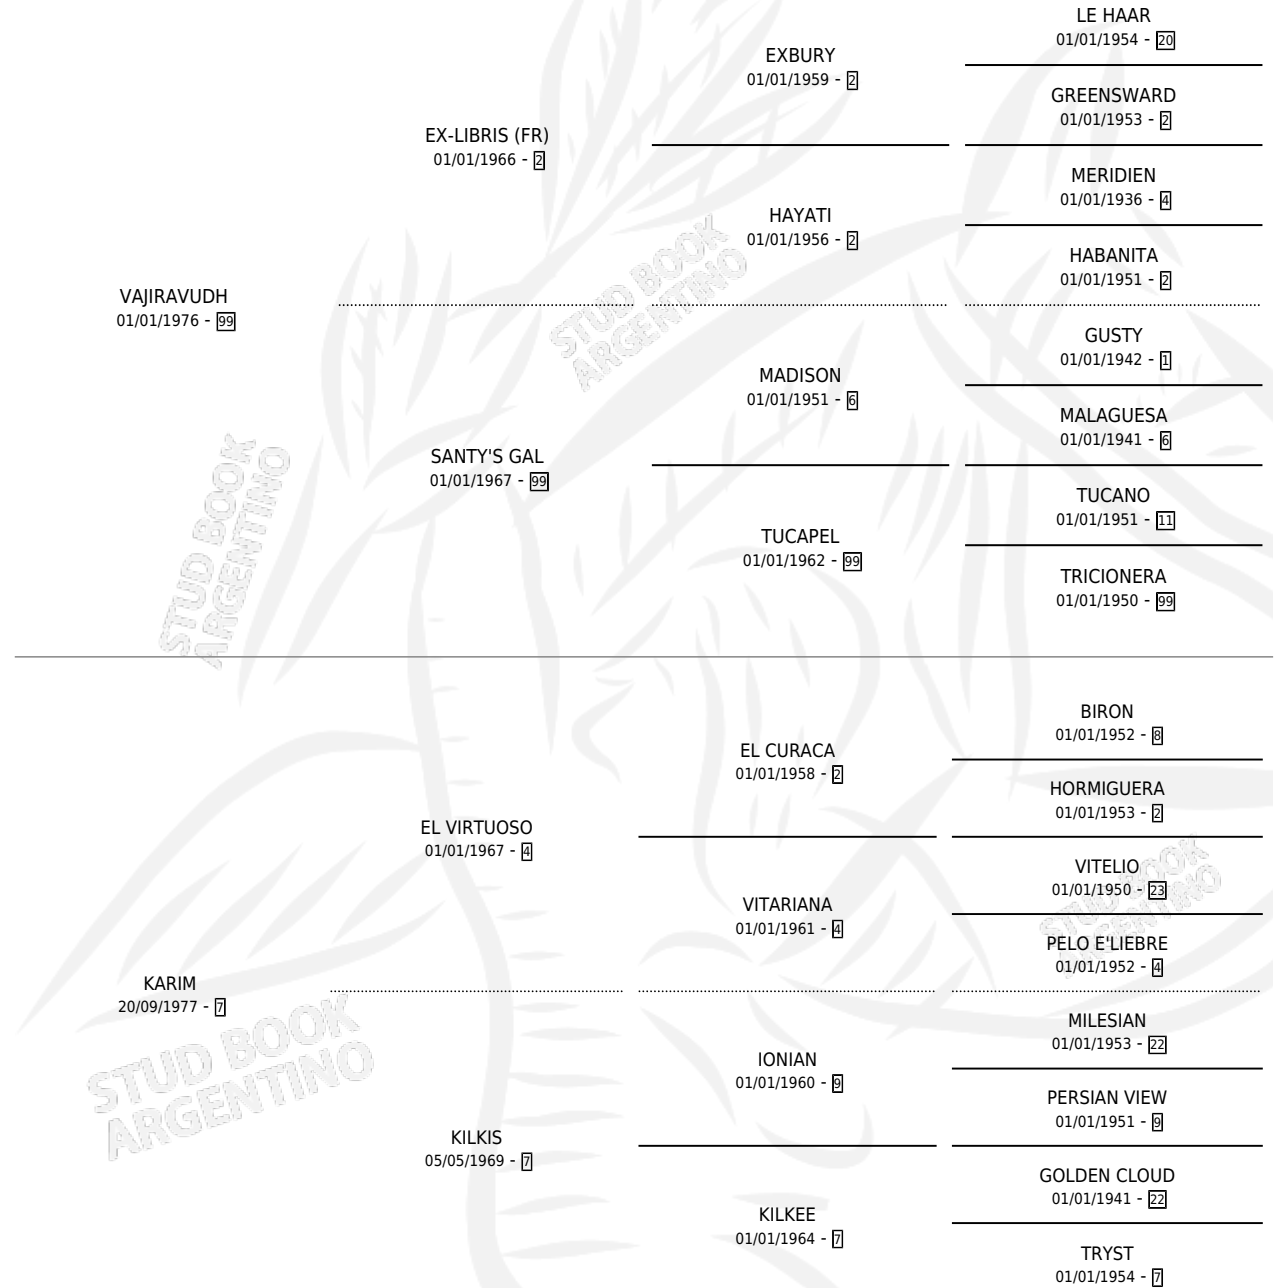 LE HAAR
01/01/1954 - 20
EXBURY
01/01/1959 - 2
GREENSWARD
01/01/1953 - 2
EX-LIBRIS (FR)
01/01/1966 - 2
MERIDIEN
01/01/1936 - 4
HAYATI
01/01/1956 - 2
HABANITA
01/01/1951 - 2
VAJIRAVUDH
01/01/1976 - 99
GUSTY
01/01/1942 - 1
MADISON
01/01/1951 - 6
MALAGUESA
01/01/1941 - 6
SANTY'S GAL
01/01/1967 - 99
TUCANO
01/01/1951 - 11
TUCAPEL
01/01/1962 - 99
TRICIONERA
01/01/1950 - 99
BIRON
01/01/1952 - 8
EL CURACA
01/01/1958 - 2
HORMIGUERA
01/01/1953 - 2
EL VIRTUOSO
01/01/1967 - 4
VITELIO
01/01/1950 - 23
VITARIANA
01/01/1961 - 4
PELO E'LIEBRE
01/01/1952 - 4
KARIM
20/09/1977 - 7
MILESIAN
01/01/1953 - 22
IONIAN
01/01/1960 - 9
PERSIAN VIEW
01/01/1951 - 9
KILKIS
05/05/1969 - 7
GOLDEN CLOUD
01/01/1941 - 22
KILKEE
01/01/1964 - 7
TRYST
01/01/1954 - 7
STUD BOOK
ARGENTINO
STUD BOOK
ARGENTINO
STUD BOOK
ARGENTINO
STUD BOOK
ARGENTINO